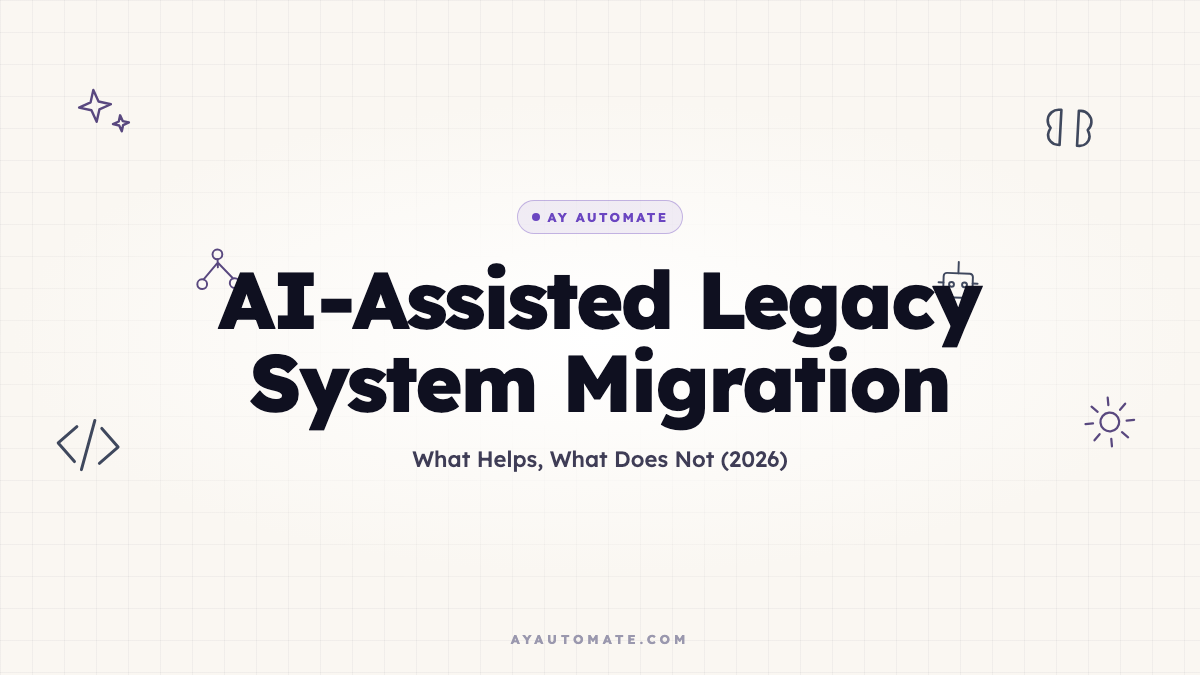 AY AUTOMATE
AI-Assisted Legacy
System Migration
What Helps, What Does Not (2026)
AYAUTOMATE.COM